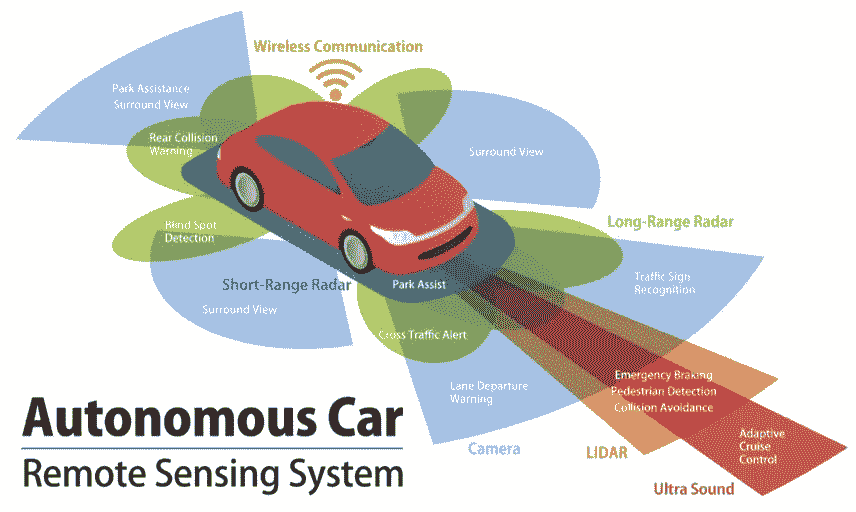 Wireless Communication
Park Assistance
Surround View
Rear Collision
Warning
Surround View
Blind Spot
Detection
Long-Range Radar
Short-Range Radar
Park Assist
Traffic Sign
Recognition
Surround View
Cross Traffic Alert
Lane Departure
Warning
Emergency Braking
Pedestrian Detection
Collision Avoidance
Autonomous Car
Remote Sensing System
Camera
LIDAR
Adaptive
Cruise
Control
Ultra Sound